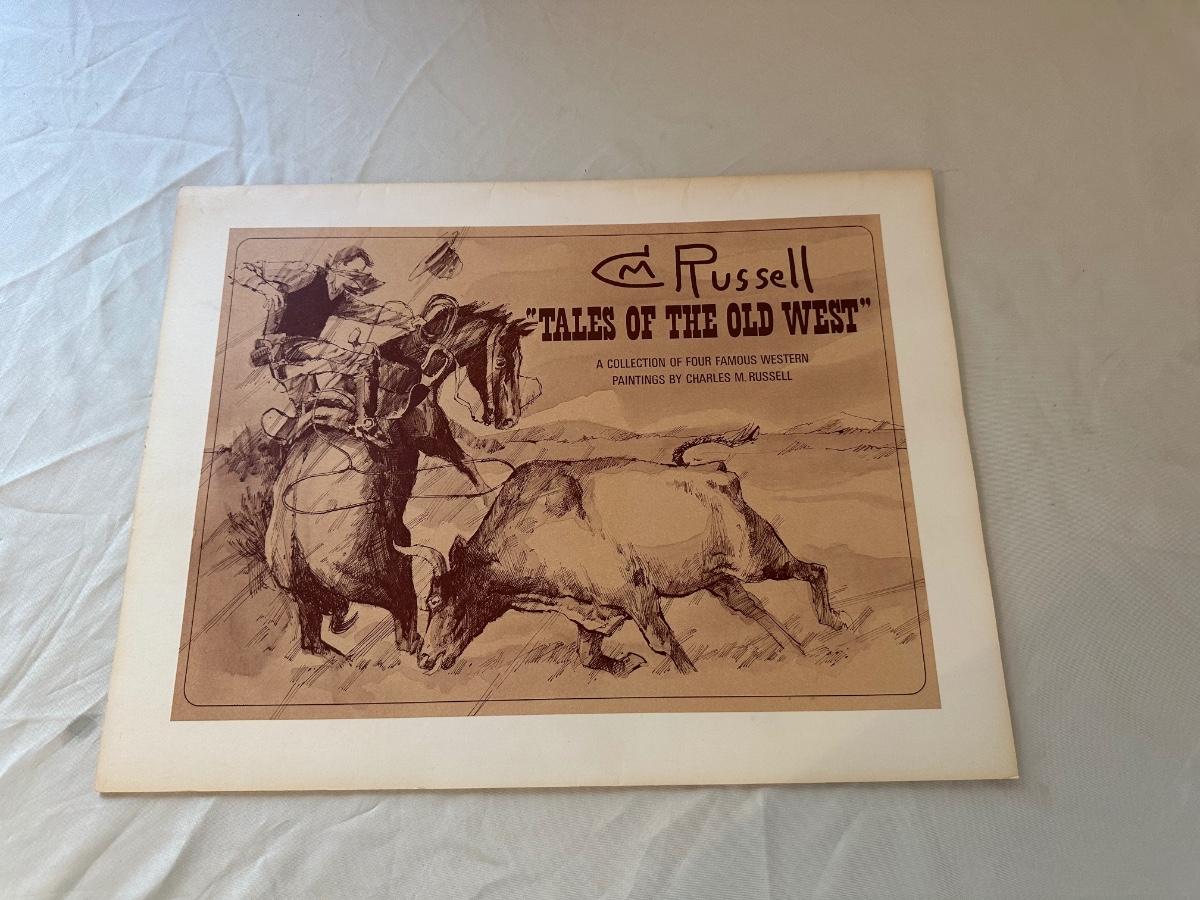 CM Russell
"TALES OF THE OLD WEST"
A COLLECTION OF FOUR FAMOUS WESTERN
PAINTINGS BY CHARLES M. RUSSELL